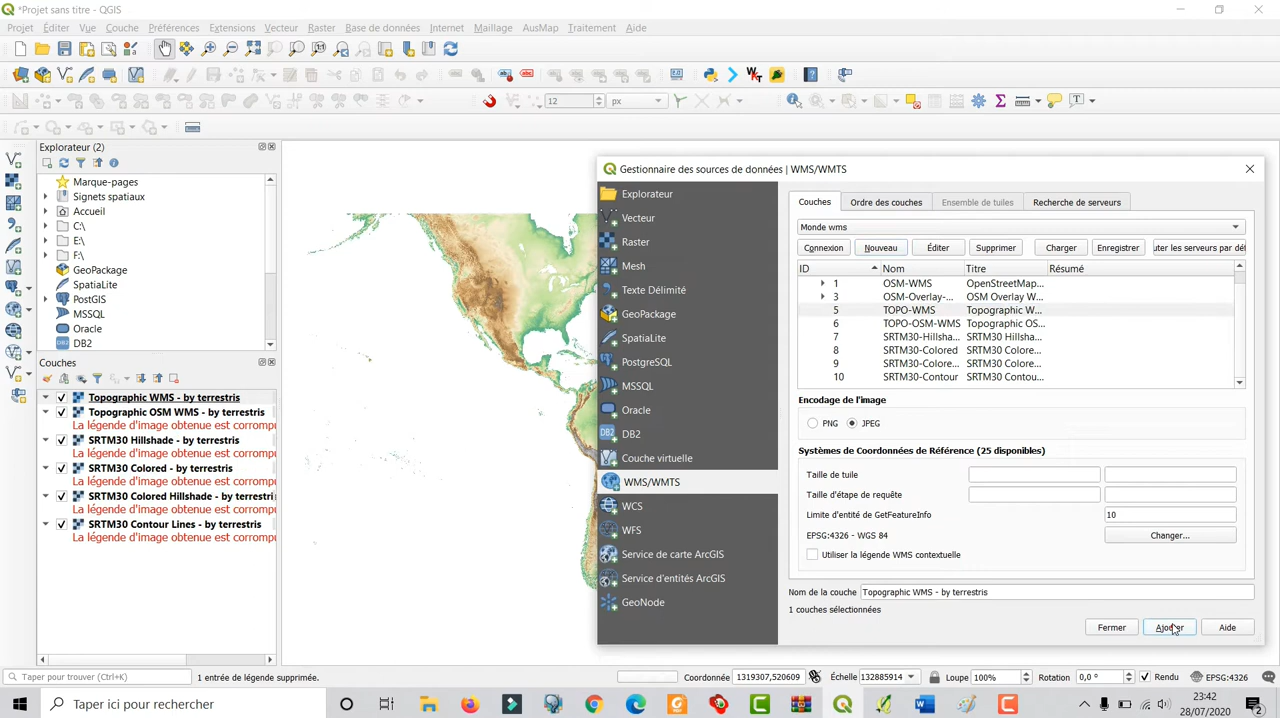 *Projet sans titre - QGIS
Projet Éditer Vue Couche Préférences Extensions Vecteur Raster Base de données Internet Maillage AusMap Traitement Aide
12 px
Explorateur (2)
Marque-pages
Signets spatiaux
Accueil
C:\
E:\
F:\
GeoPackage
SpatiaLite
PostGIS
MSSQL
Oracle
DB2
Couches
Topographic WMS - by terrestris
Topographic OSM WMS - by terrestris
La légende d'image obtenue est corromp
SRTM30 Hillshade - by terrestris
La légende d'image obtenue est corromp
SRTM30 Colored - by terrestris
La légende d'image obtenue est corromp
SRTM30 Colored Hillshade - by terrestri
La légende d'image obtenue est corromp
SRTM30 Contour Lines - by terrestris
La légende d'image obtenue est corromp
Gestionnaire des sources de données | WMS/WMTS
Explorateur
Vecteur
Raster
Mesh
Texte Délimité
GeoPackage
SpatiaLite
PostgreSQL
MSSQL
Oracle
DB2
Couche virtuelle
WMS/WMTS
WCS
WFS
Service de carte ArcGIS
Service d'entités ArcGIS
GeoNode
Couches Ordre des couches Ensemble de tuiles Recherche de serveurs
Monde wms
Connexion Nouveau Éditer Supprimer Charger Enregistrer uter les serveurs par déf
ID Nom Titre Résumé
1 OSM-WMS OpenStreetMap...
3 OSM-Overlay-... OSM Overlay W...
5 TOPO-WMS Topographic W...
6 TOPO-OSM-WMS Topographic OS...
7 SRTM30-Hillsha... SRTM30 Hillsha...
8 SRTM30-Colored SRTM30 Colore...
9 SRTM30-Colore... SRTM30 Colore...
10 SRTM30-Contour SRTM30 Contou...
Encodage de l'image
PNG JPEG
Systèmes de Coordonnées de Référence (25 disponibles)
Taille de tuile
Taille d'étape de requête
Limite d'entité de GetFeatureInfo 10
EPSG:4326 - WGS 84 Changer...
Utiliser la légende WMS contextuelle
Nom de la couche Topographic WMS - by terrestris
1 couches sélectionnées
Fermer Ajouter Aide
Taper pour trouver (Ctrl+K) 1 entrée de légende supprimée. Coordonnée 1319307,520609 Échelle 132885914 Loupe 100% Rotation 0,0 ° Rendu EPSG:4326
Taper ici pour rechercher
23:42
28/07/2020
2